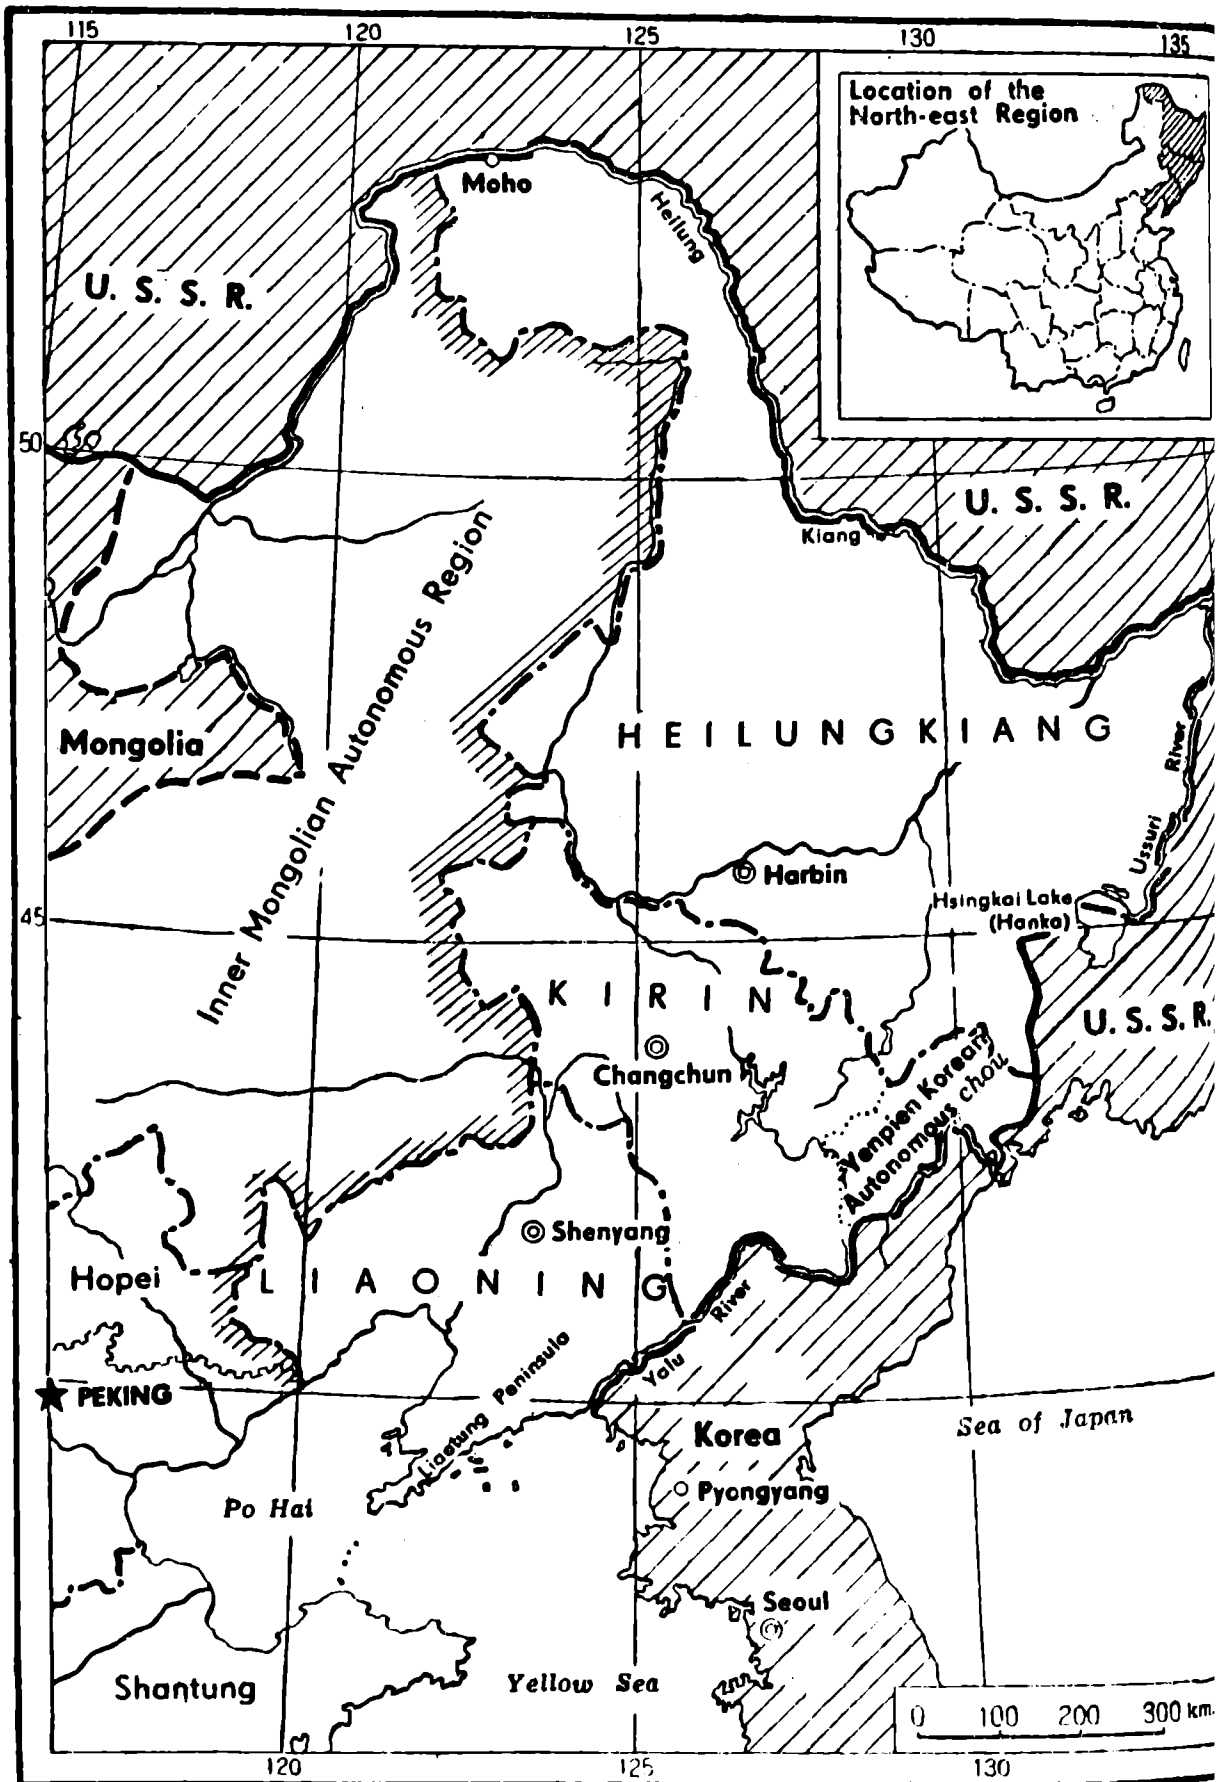 115
120
125
130
135
Location of the
North-east Region
Moho
Heilung
U. S. S. R.
50
U. S. S. R.
Kiang
Inner Mongolian Autonomous Region
HEILUNGKIANG
Mongolia
River
Ussuri
Harbin
Hsingkai Lake
(Hanka)
45
KIRIN
U. S. S. R.
Changchun
Yenpien Korean
Autonomous chou
Shenyang
Hopei
LIAONING
River
Yalu
Liaotung Peninsula
PEKING
Sea of Japan
Korea
Po Hai
Pyongyang
Seoul
Shantung
Yellow Sea
0 100 200 300 km.
120
125
130